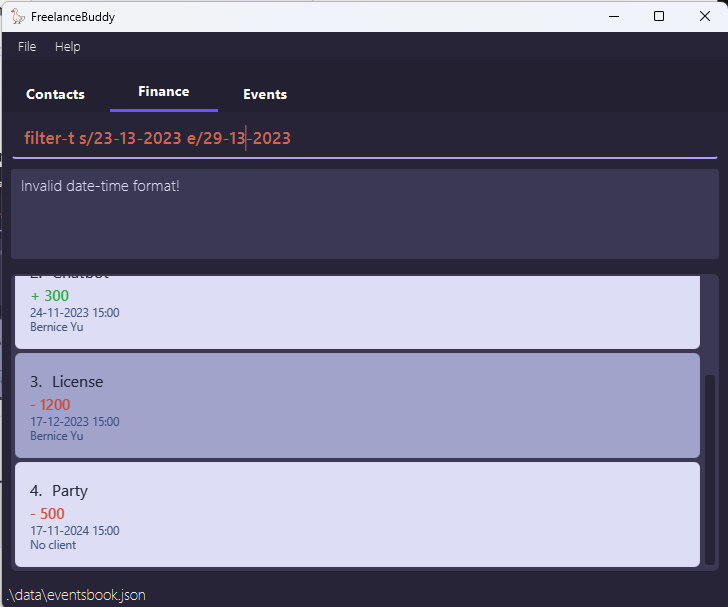 FreelanceBuddy
File Help
Contacts Finance Events
filter-t s/23-13-2023 e/29-13-2023
Invalid date-time format!
2. Chatbot
+ 300
24-11-2023 15:00
Bernice Yu
3. License
- 1200
17-12-2023 15:00
Bernice Yu
4. Party
- 500
17-11-2024 15:00
No client
.\data\eventsbook.json